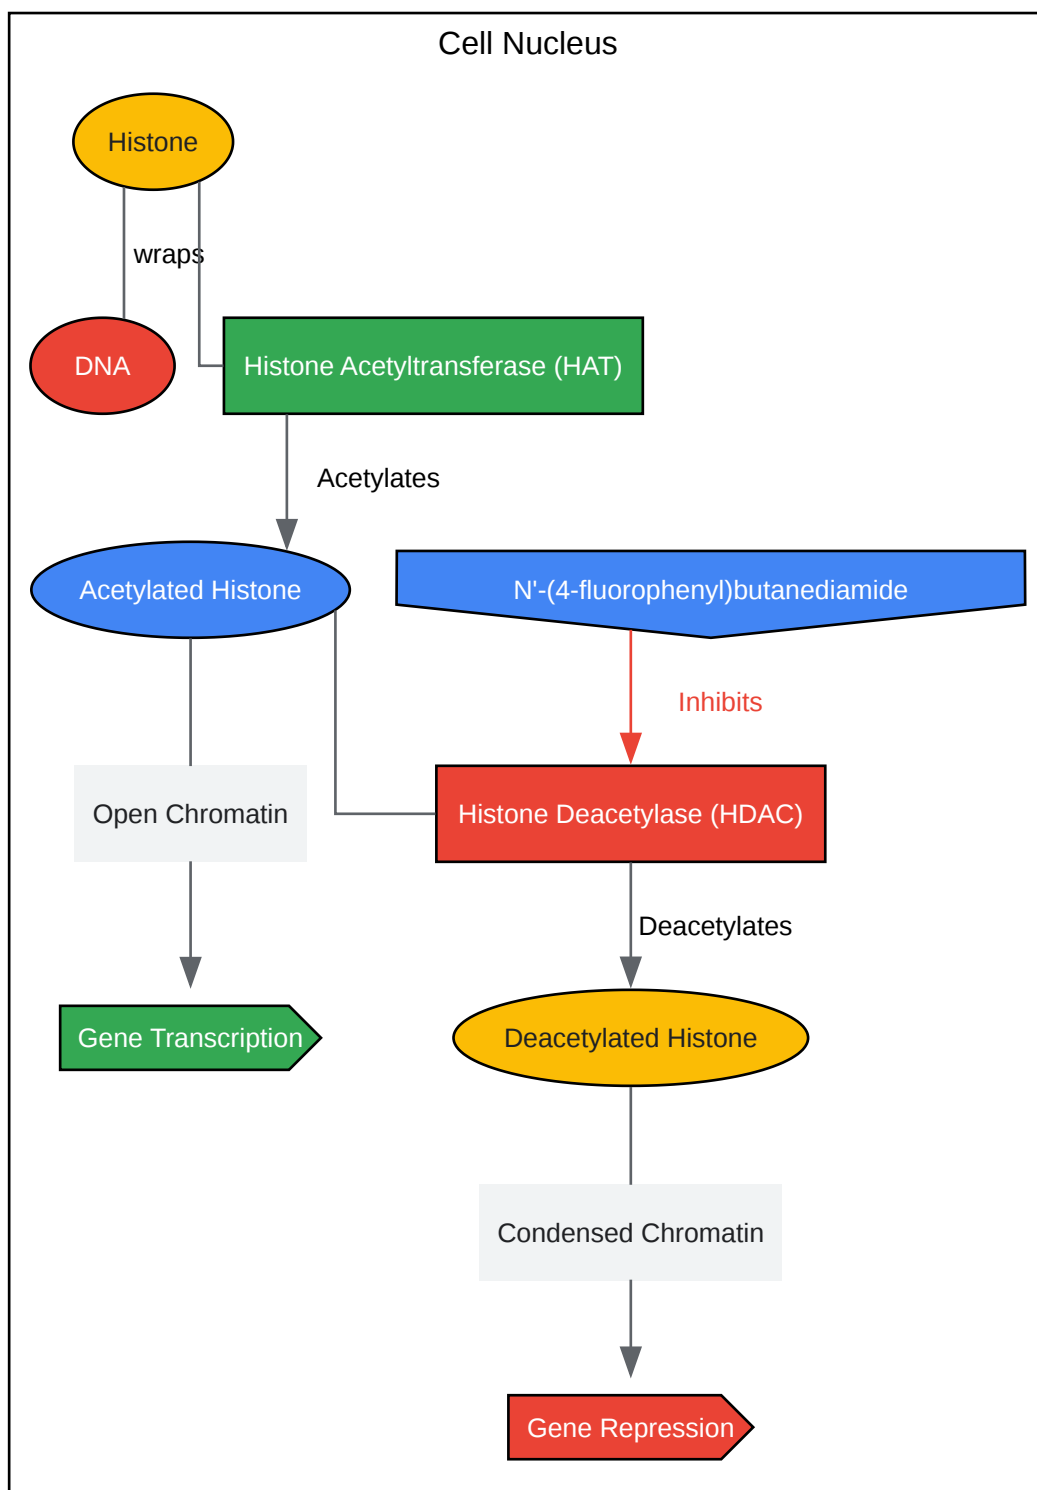 Cell Nucleus
Histone
wraps
DNA
Histone Acetyltransferase (HAT)
Acetylates
Acetylated Histone
N'-(4-fluorophenyl)butanediamide
Inhibits
Open Chromatin
Histone Deacetylase (HDAC)
Deacetylates
Gene Transcription
Deacetylated Histone
Condensed Chromatin
Gene Repression